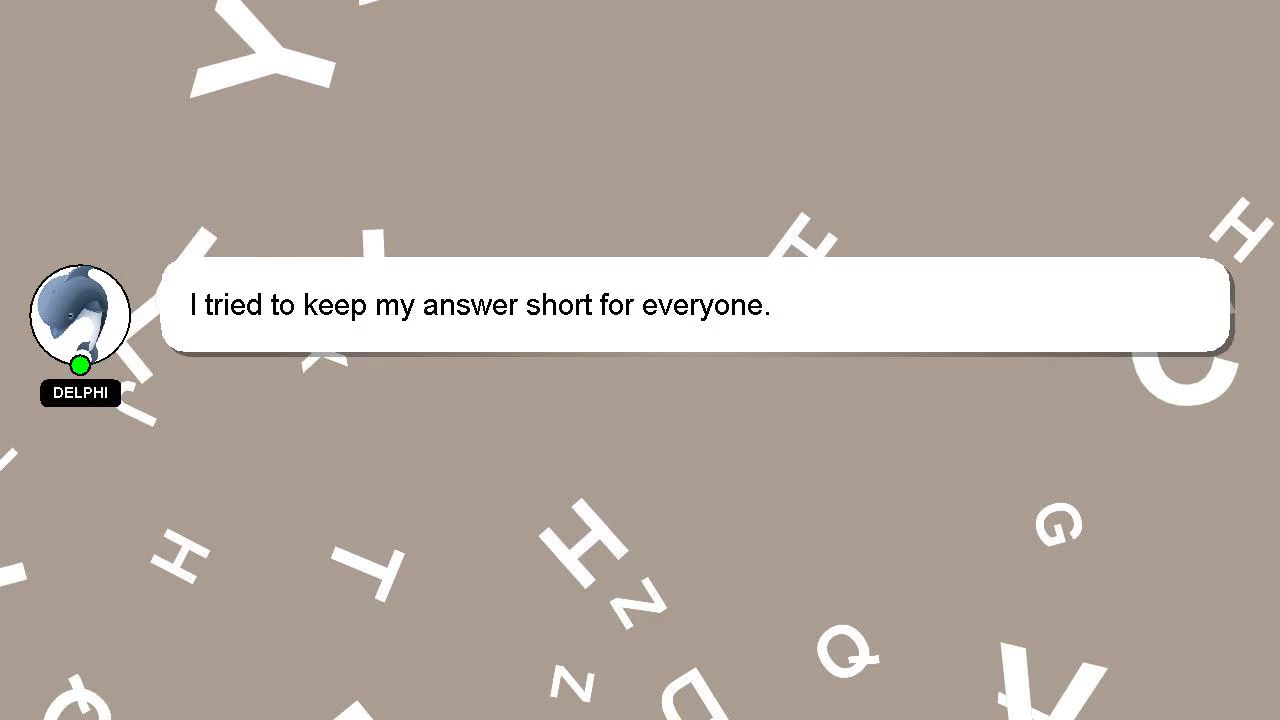 I tried to keep my answer short for everyone.
DELPHI
Y
H
H
C
H
T
H
G
Z
Q
Z
D